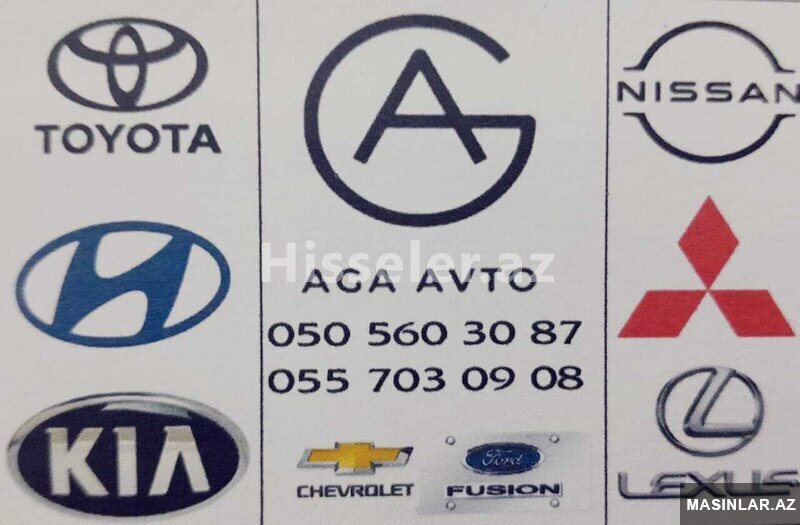 TOYOTA
KIA
AG
Hisseler.az
AGA AVTO
050 560 30 87
055 703 09 08
CHEVROLET
Ford
FUSION
NISSAN
LEXUS
MASINLAR.AZ